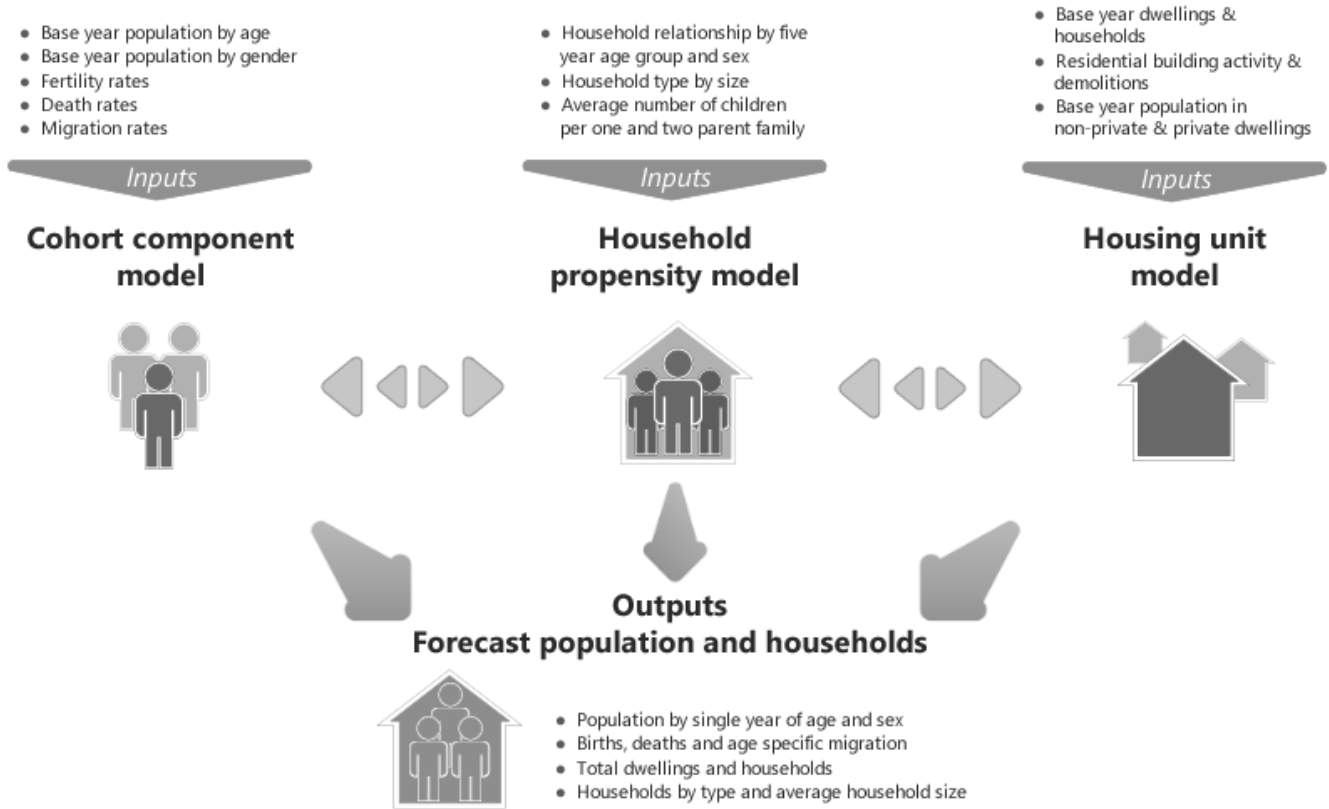 • Base year population by age
• Base year population by gender
• Fertility rates
• Death rates
• Migration rates
Inputs
Cohort component
model
• Household relationship by five
year age group and sex
• Household type by size
• Average number of children
per one and two parent family
Inputs
Household
propensity model
• Base year dwellings &
households
• Residential building activity &
demolitions
• Base year population in
non-private & private dwellings
Inputs
Housing unit
model
Outputs
Forecast population and households
• Population by single year of age and sex
• Births, deaths and age specific migration
• Total dwellings and households
• Households by type and average household size